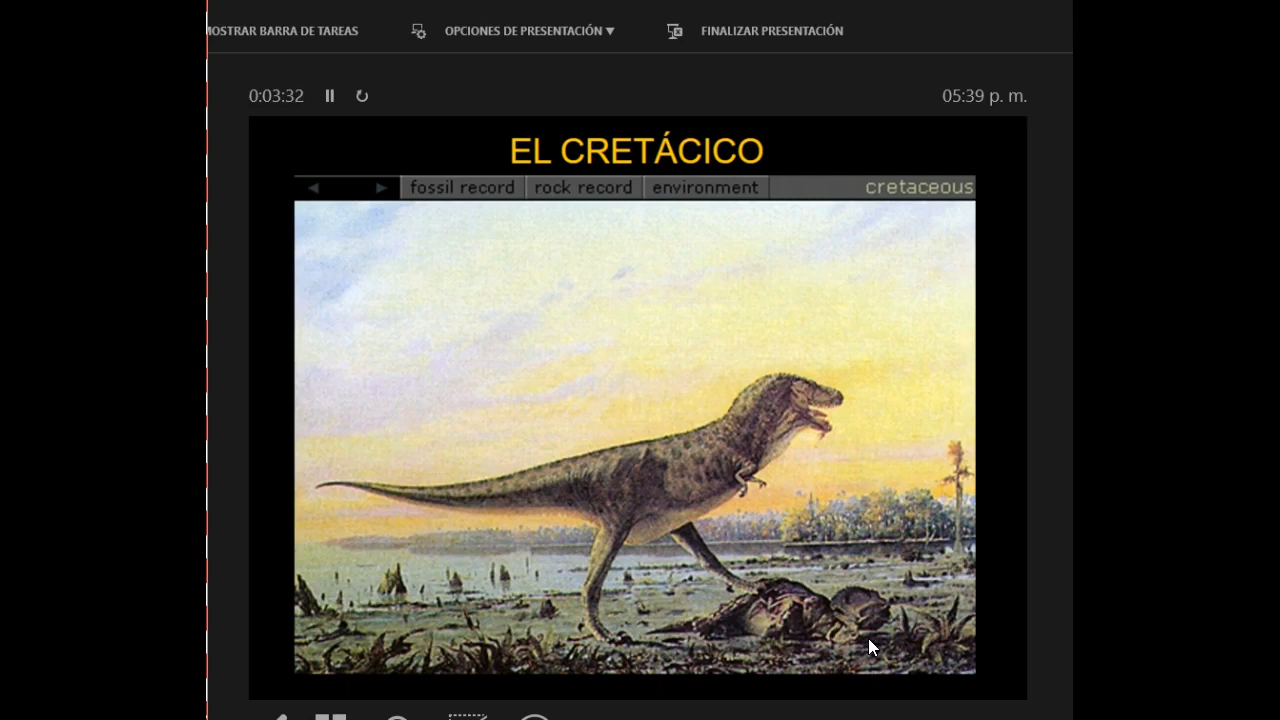 MOSTRAR BARRA DE TAREAS OPCIONES DE PRESENTACIÓN ▼ FINALIZAR PRESENTACIÓN
0:03:32 05:39 p. m.
EL CRETÁCICO
fossil record rock record environment cretaceous